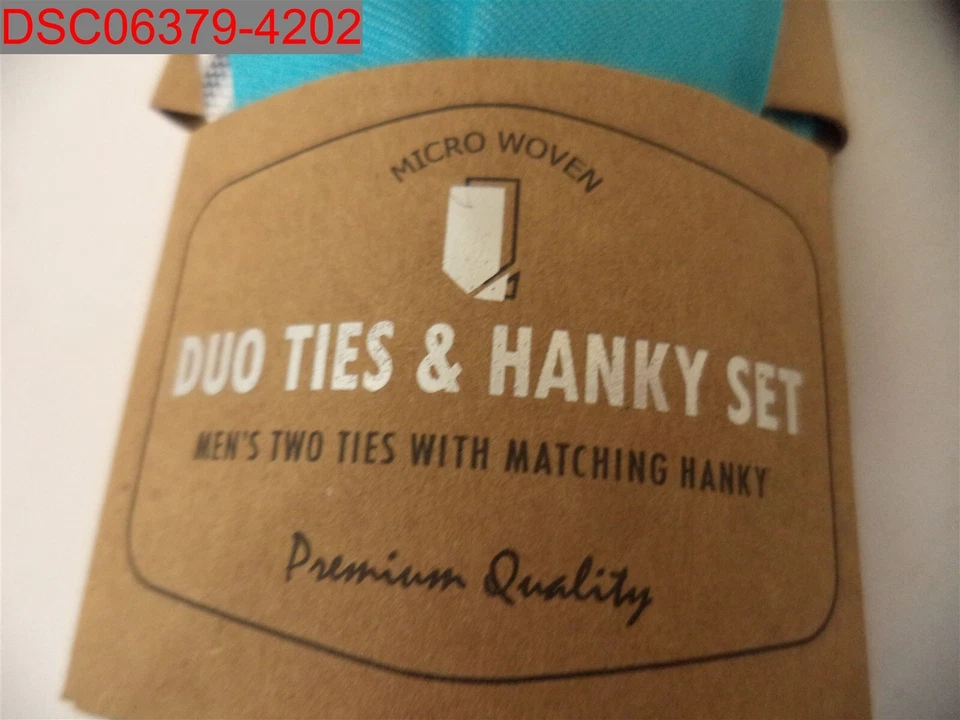 DSC06379-4202
MICRO WOVEN
DUO TIES & HANKY SET
MEN'S TWO TIES WITH MATCHING HANKY
Premium Quality